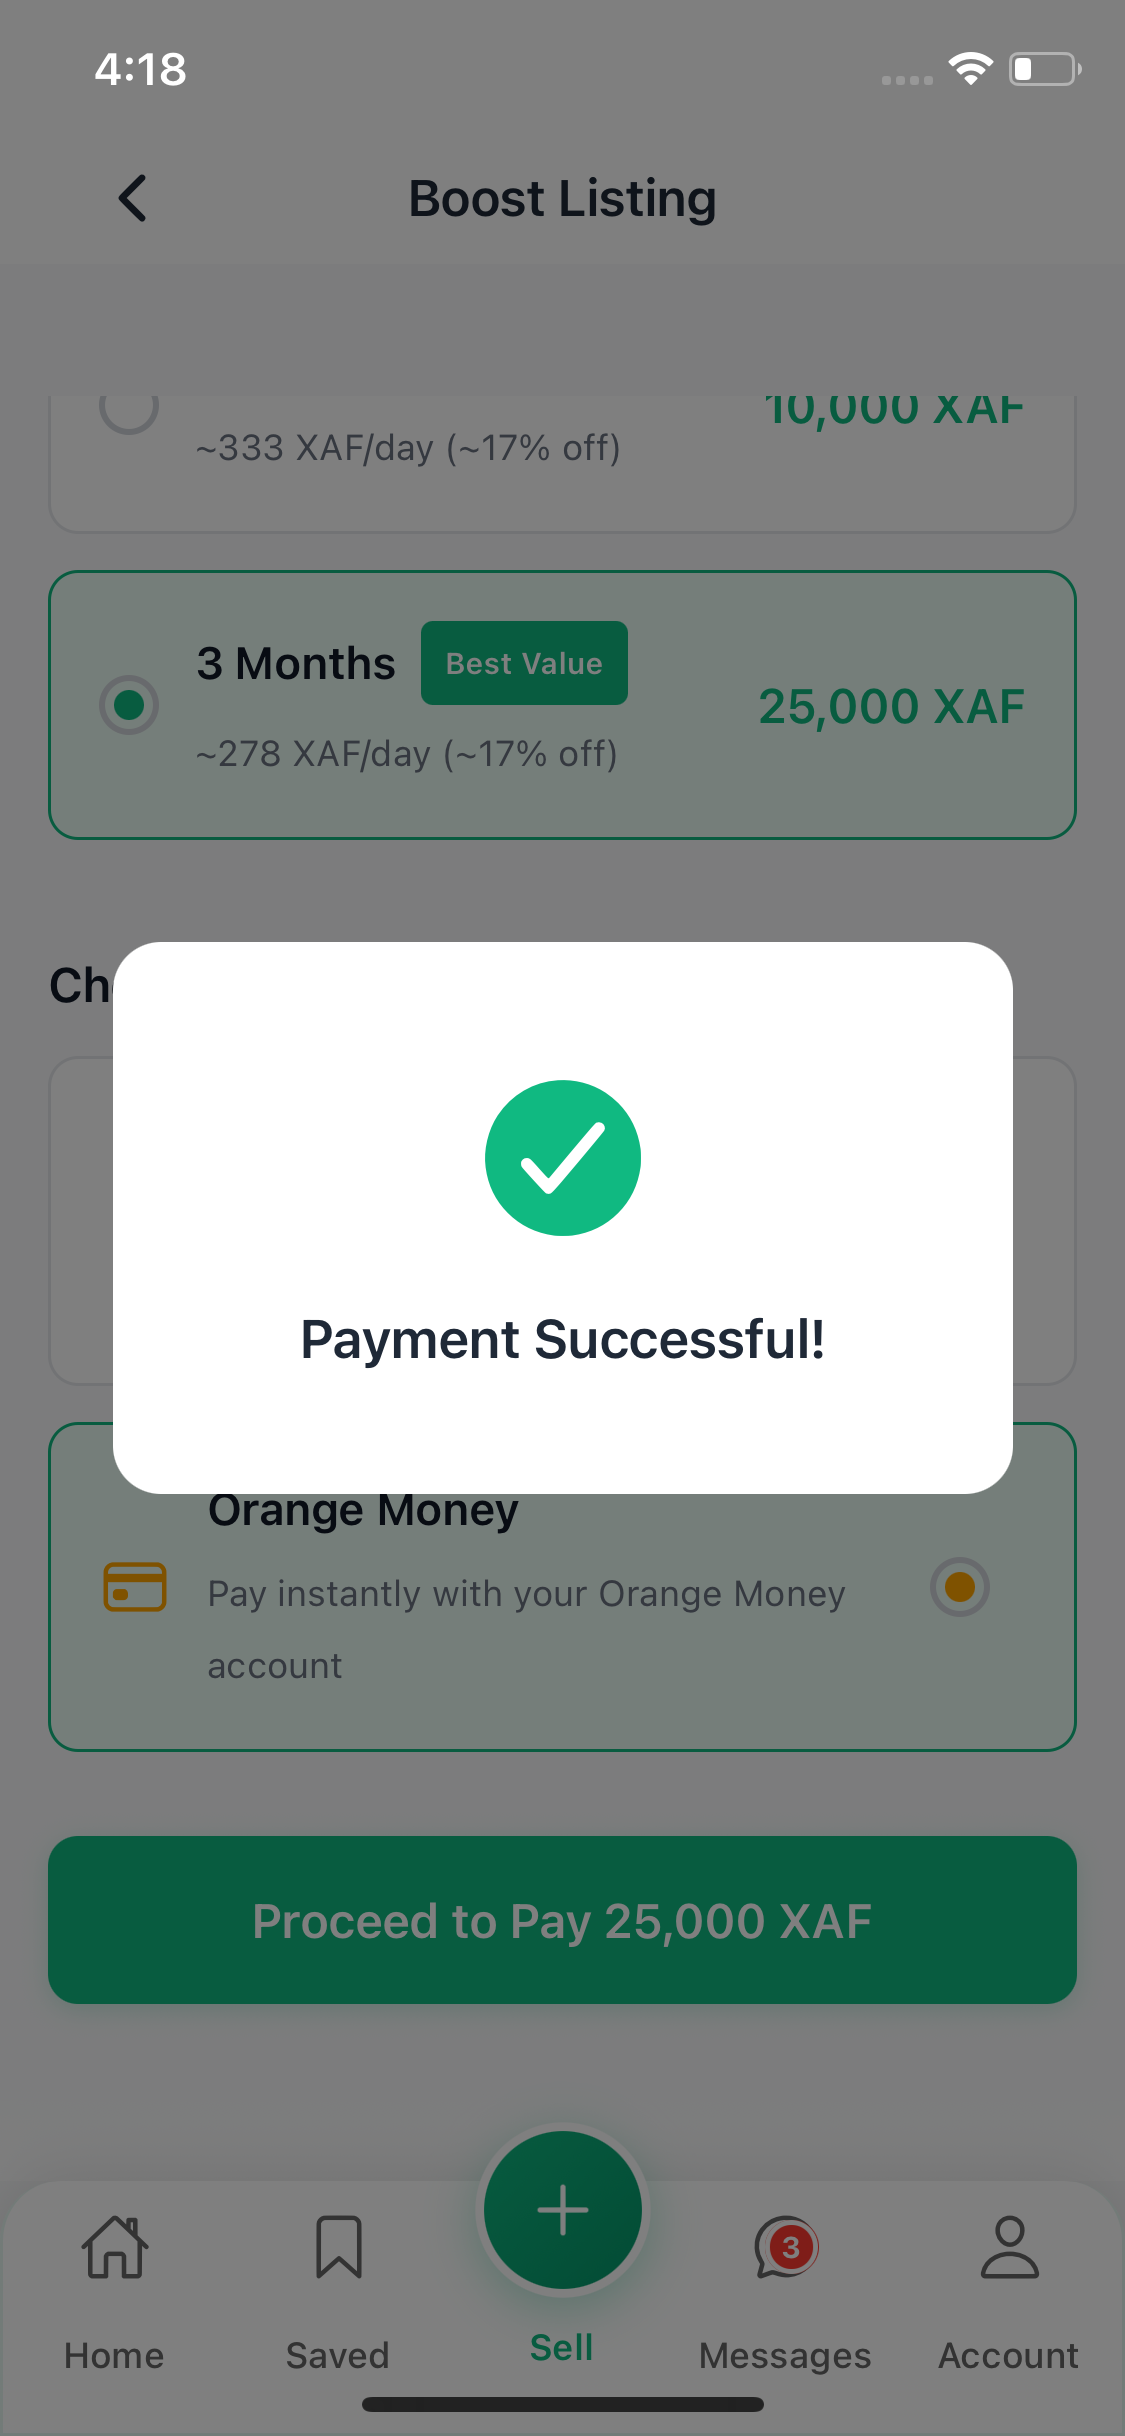 4:18
Boost Listing
10,000 XAF
~333 XAF/day (~17% off)
3 Months
Best Value
25,000 XAF
~278 XAF/day (~17% off)
Payment Successful!
Orange Money
Pay instantly with your Orange Money
account
Proceed to Pay 25,000 XAF
3
Home
Saved
Sell
Messages
Account